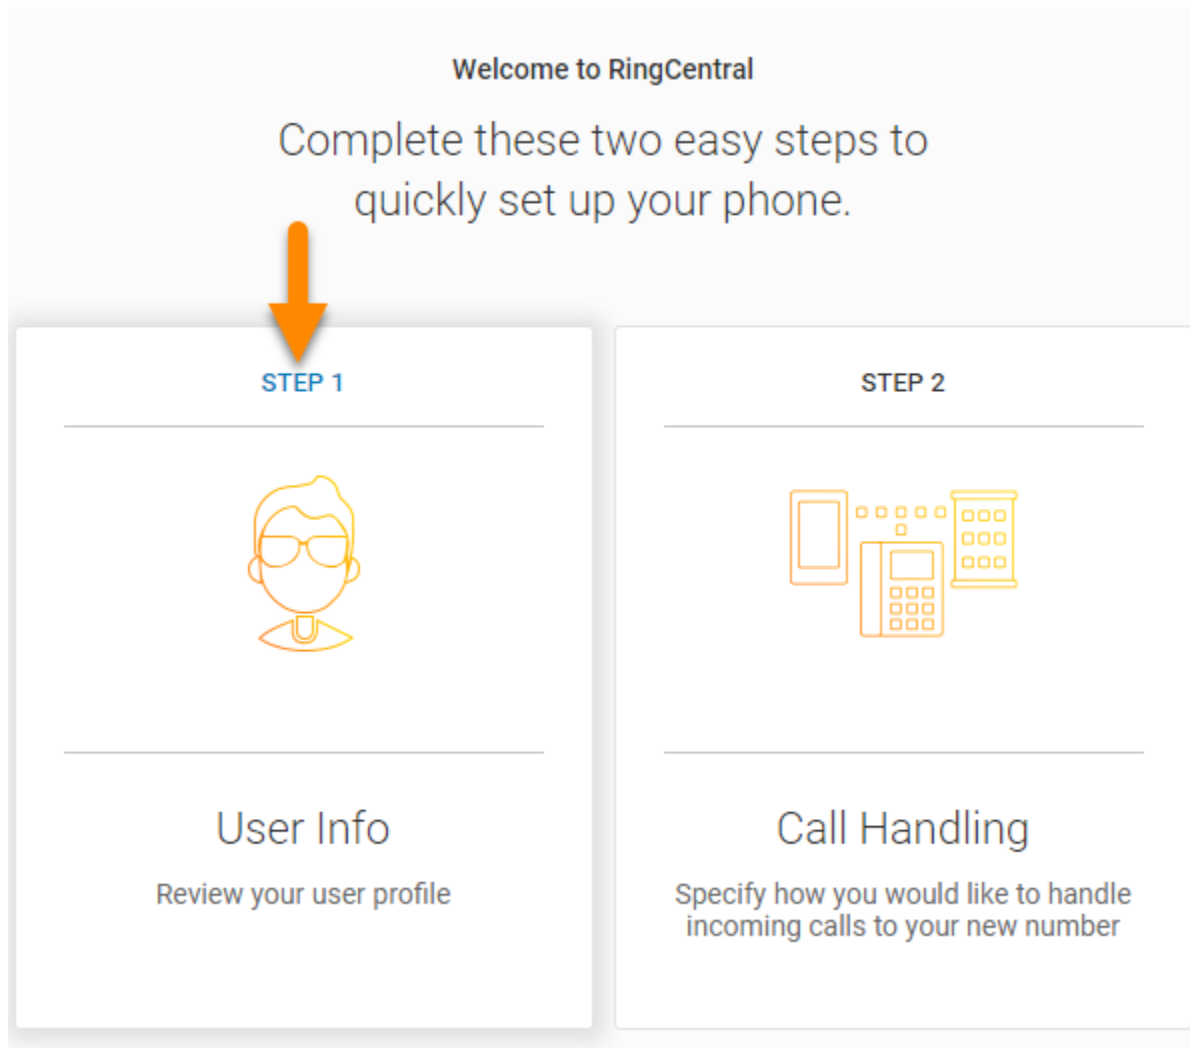 Welcome to RingCentral
Complete these two easy steps to
quickly set up your phone.
STEP 1
User Info
Review your user profile
STEP 2
Call Handling
Specify how you would like to handle
incoming calls to your new number